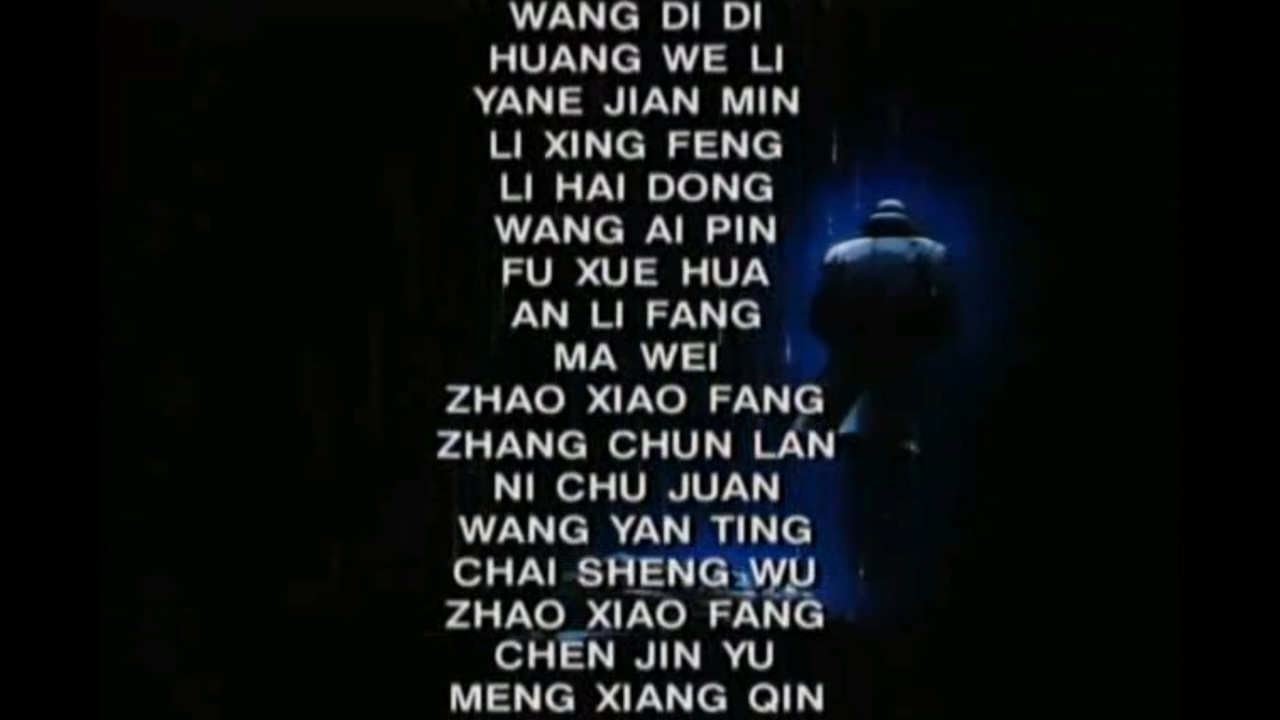 WANG DI DI
HUANG WE LI
YANE JIAN MIN
LI XING FENG
LI HAI DONG
WANG AI PIN
FU XUE HUA
AN LI FANG
MA WEI
ZHAO XIAO FANG
ZHANG CHUN LAN
NI CHU JUAN
WANG YAN TING
CHAI SHENG WU
ZHAO XIAO FANG
CHEN JIN YU
MENG XIANG QIN